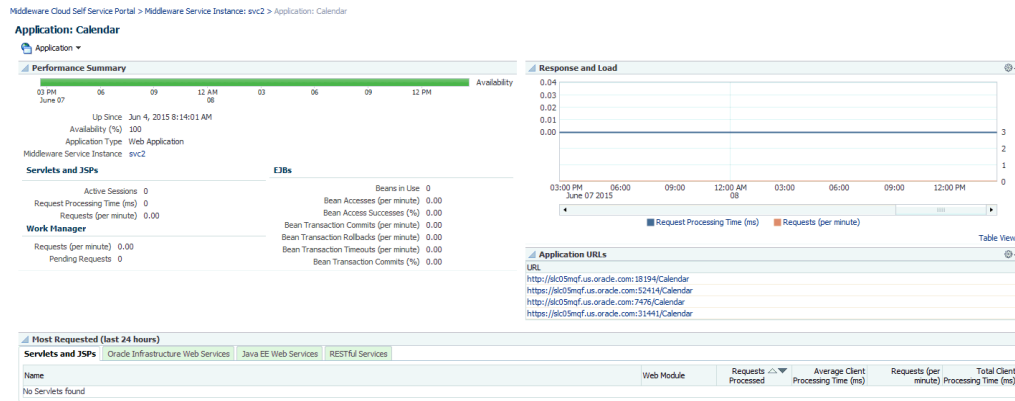 Middleware Cloud Self Service Portal > Middleware Service Instance: svc2 > Application: Calendar
Application: Calendar
Application
Performance Summary
Availability
03 PM 06 09 12 AM 03 06 09 12 PM
June 07 08
Up Since Jun 4, 2015 8:14:01 AM
Availability (%) 100
Application Type Web Application
Middleware Service Instance svc2
Servlets and JSPs
Active Sessions 0
Request Processing Time (ms) 0
Requests (per minute) 0.00
Work Manager
Requests (per minute) 0.00
Pending Requests 0
EJBs
Beans in Use 0
Bean Accesses (per minute) 0.00
Bean Access Successes (%) 0.00
Bean Transaction Commits (per minute) 0.00
Bean Transaction Rollbacks (per minute) 0.00
Bean Transaction Timeouts (per minute) 0.00
Bean Transaction Commits (%) 0.00
Response and Load
0.04
0.03
0.02
0.01
0.00
3
2
1
0
03:00 PM 06:00 09:00 12:00 AM 03:00 06:00 09:00 12:00 PM
June 07 2015 08
Request Processing Time (ms) Requests (per minute)
Table View
Application URLs
URL
http://slc05mqf.us.oracle.com:18194/Calendar
https://slc05mqf.us.oracle.com:52414/Calendar
http://slc05mqf.us.oracle.com:7476/Calendar
https://slc05mqf.us.oracle.com:31441/Calendar
Most Requested (last 24 hours)
Servlets and JSPs Oracle Infrastructure Web Services Java EE Web Services RESTful Services
Name Web Module Requests Average Client Requests (per Total Client
Processed Processing Time (ms) minute) Processing Time (ms)
No Servlets found